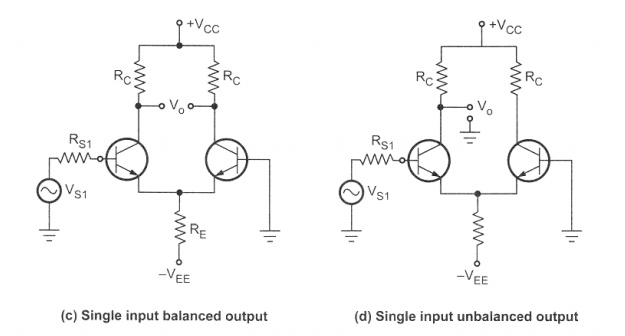 +VCC
RC
RC
Vo
RS1
VS1
RE
–VEE
(c) Single input balanced output
+VCC
RC
RC
Vo
RS1
VS1
–VEE
(d) Single input unbalanced output